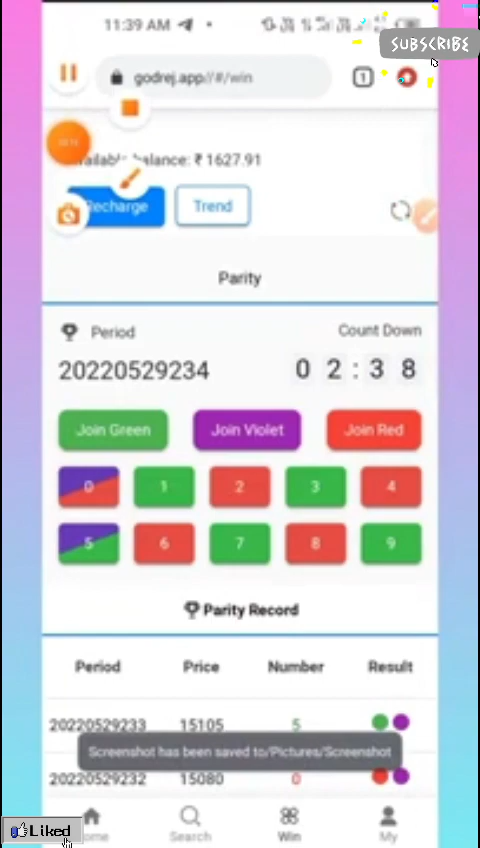 11:39 AM
SUBSCRIBE
1
godrej.app//#/win
balance: ₹ 1627.91
Recharge
Trend
Parity
Period
Count Down
20220529234
0 2 : 3 8
Join Green
Join Violet
Join Red
0
1
2
3
4
5
6
7
8
9
Parity Record
Period
Price
Number
Result
20220529233
15105
5
Screenshot has been saved to/Pictures/Screenshot
20220529232
15080
0
Liked
Search
Win
My